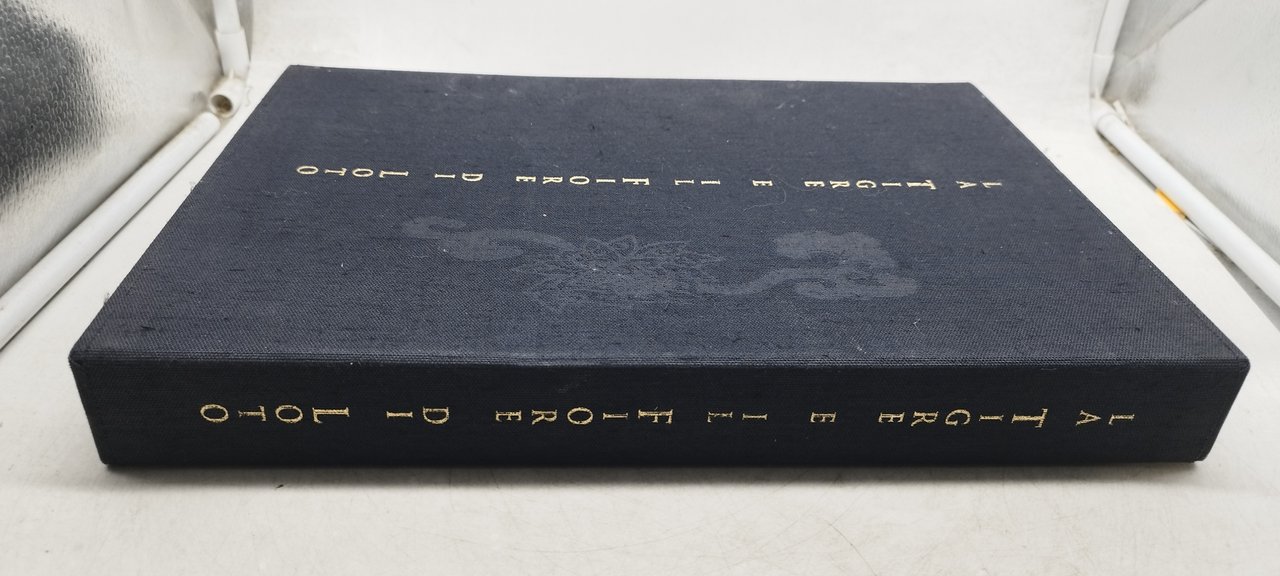 LA TIGRE E IL FIORE DI LOTO
LA TIGRE E IL FIORE DI LOTO